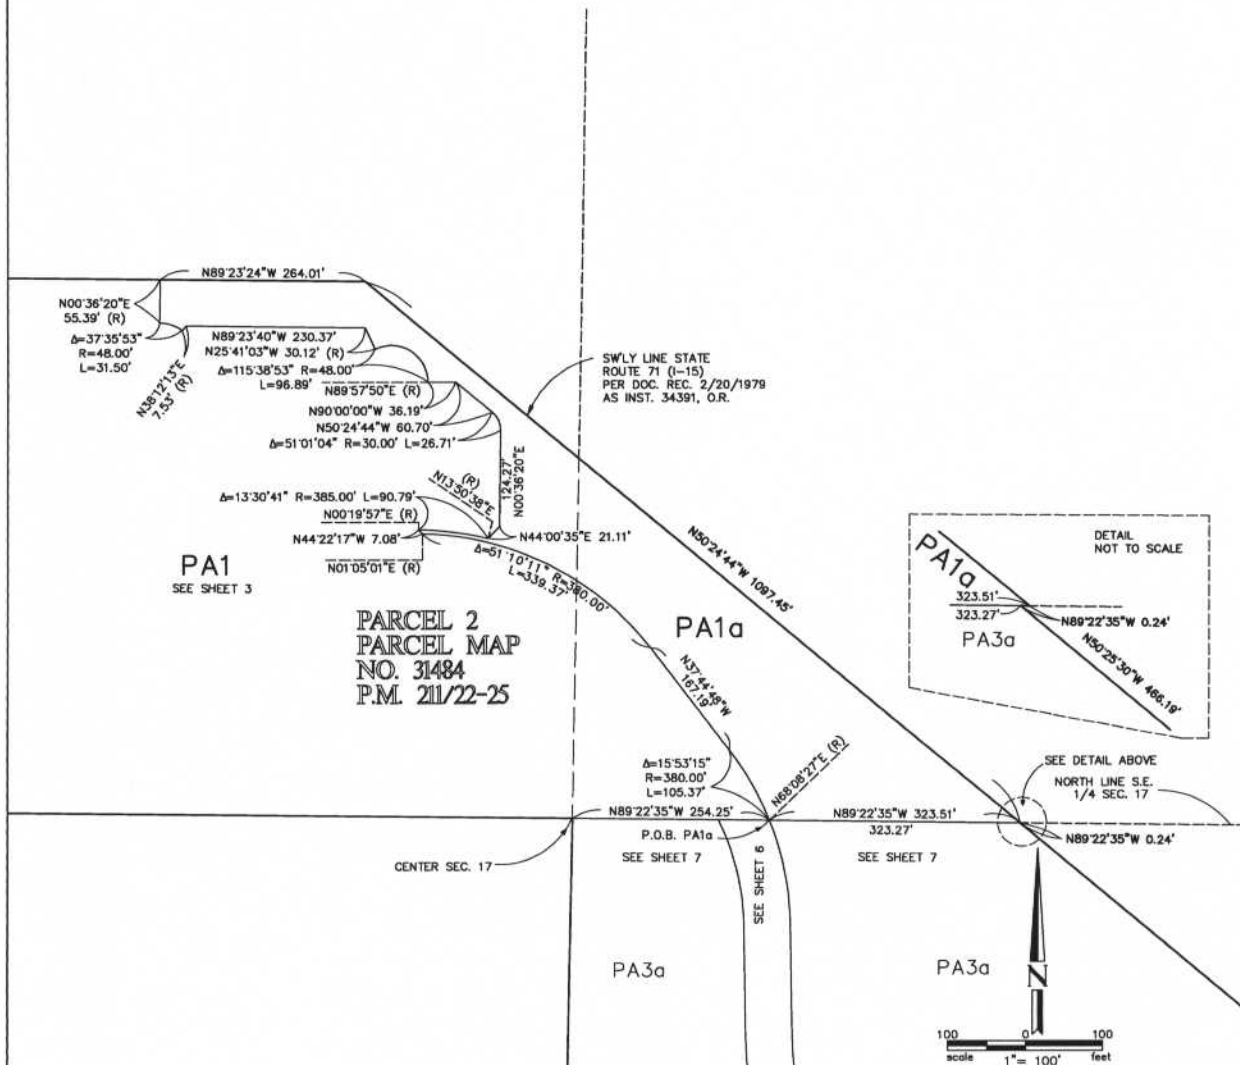 N89°23'24"W 264.01'
N00°36'20"E
55.39' (R)
Δ=37°35'53"
R=48.00'
L=31.50'
N38°12'13"E
7.53' (R)
N89°23'40"W 230.37'
N25°41'03"W 30.12' (R)
Δ=115°38'53" R=48.00'
L=96.89'
N89°57'50"E (R)
N90°00'00"W 36.19'
N50°24'44"W 60.70'
Δ=51°01'04" R=30.00' L=26.71'
124.27'
N00°36'20"E
SW'LY LINE STATE
ROUTE 71 (I-15)
PER DOC. REC. 2/20/1979
AS INST. 34391, O.R.
(R)
N13°50'38"E
Δ=13°30'41" R=385.00' L=90.79'
N00°19'57"E (R)
N44°22'17"W 7.08'
N01°05'01"E (R)
N44°00'35"E 21.11'
Δ=51°10'11" R=380.00'
L=339.37'
N50°24'44"W 1097.45'
PA1
SEE SHEET 3
PARCEL 2
PARCEL MAP
NO. 31484
P.M. 211/22-25
PA1a
N37°44'48"W
167.19'
DETAIL
NOT TO SCALE
PA1a
323.51'
323.27'
N89°22'35"W 0.24'
PA3a
N50°25'30"W 466.19'
Δ=15°53'15"
R=380.00'
L=105.37'
N68°08'27"E (R)
SEE DETAIL ABOVE
NORTH LINE S.E.
1/4 SEC. 17
N89°22'35"W 254.25'
P.O.B. PA1a
SEE SHEET 7
N89°22'35"W 323.51'
323.27'
SEE SHEET 7
N89°22'35"W 0.24'
CENTER SEC. 17
SEE SHEET 6
PA3a
PA3a
N
100 0 100
scale 1"= 100' feet